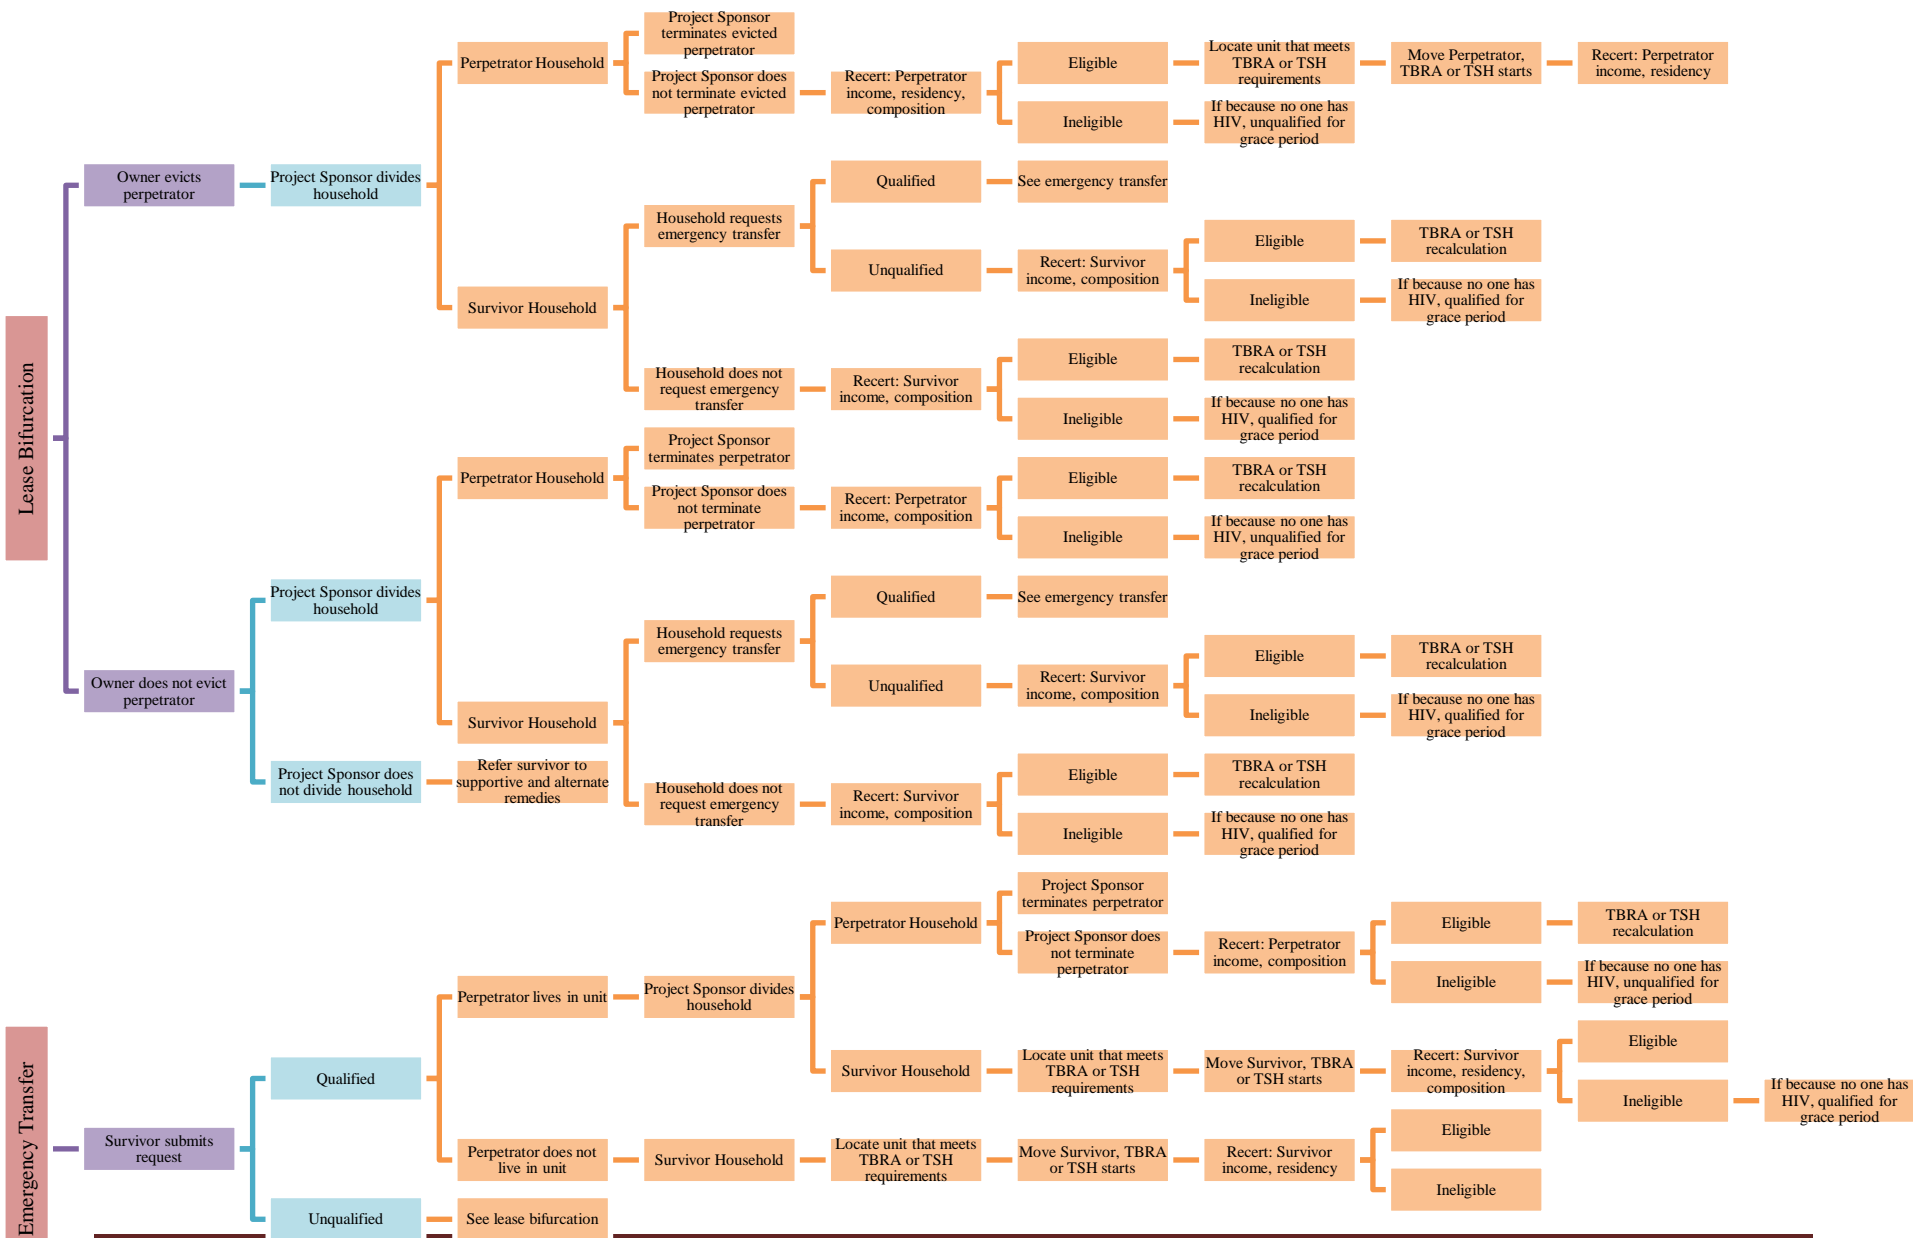 Project Sponsor
terminates evicted
perpetrator
Perpetrator Household
Project Sponsor does
not terminate evicted
perpetrator
Recert: Perpetrator
income, residency,
composition
Eligible
Locate unit that meets
TBRA or TSH
requirements
Move Perpetrator,
TBRA or TSH starts
Recert: Perpetrator
income, residency
Ineligible
If because no one has
HIV, unqualified for
grace period
Owner evicts
perpetrator
Project Sponsor divides
household
Household requests
emergency transfer
Qualified
See emergency transfer
Unqualified
Recert: Survivor
income, composition
Eligible
TBRA or TSH
recalculation
Ineligible
If because no one has
HIV, qualified for
grace period
Survivor Household
Household does not
request emergency
transfer
Recert: Survivor
income, composition
Eligible
TBRA or TSH
recalculation
Ineligible
If because no one has
HIV, qualified for
grace period
Lease Bifurcation
Project Sponsor
terminates perpetrator
Perpetrator Household
Project Sponsor does
not terminate
perpetrator
Recert: Perpetrator
income, composition
Eligible
TBRA or TSH
recalculation
Ineligible
If because no one has
HIV, unqualified for
grace period
Project Sponsor divides
household
Household requests
emergency transfer
Qualified
See emergency transfer
Unqualified
Recert: Survivor
income, composition
Eligible
TBRA or TSH
recalculation
Ineligible
If because no one has
HIV, qualified for
grace period
Owner does not evict
perpetrator
Survivor Household
Project Sponsor does
not divide household
Refer survivor to
supportive and alternate
remedies
Household does not
request emergency
transfer
Recert: Survivor
income, composition
Eligible
TBRA or TSH
recalculation
Ineligible
If because no one has
HIV, qualified for
grace period
Project Sponsor
terminates perpetrator
Perpetrator Household
Project Sponsor does
not terminate
perpetrator
Recert: Perpetrator
income, composition
Eligible
TBRA or TSH
recalculation
Ineligible
If because no one has
HIV, unqualified for
grace period
Perpetrator lives in unit
Project Sponsor divides
household
Survivor Household
Locate unit that meets
TBRA or TSH
requirements
Move Survivor, TBRA
or TSH starts
Recert: Survivor
income, residency,
composition
Eligible
Ineligible
If because no one has
HIV, qualified for
grace period
Qualified
Emergency Transfer
Survivor submits
request
Perpetrator does not
live in unit
Survivor Household
Locate unit that meets
TBRA or TSH
requirements
Move Survivor, TBRA
or TSH starts
Recert: Survivor
income, residency
Eligible
Ineligible
Unqualified
See lease bifurcation